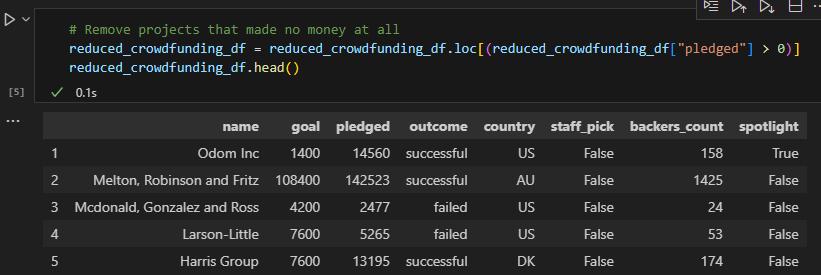 # Remove projects that made no money at all
reduced_crowdfunding_df = reduced_crowdfunding_df.loc[(reduced_crowdfunding_df["pledged"] > 0)]
reduced_crowdfunding_df.head()
[5] 0.1s
... name goal pledged outcome country staff_pick backers_count spotlight
1 Odom Inc 1400 14560 successful US False 158 True
2 Melton, Robinson and Fritz 108400 142523 successful AU False 1425 False
3 Mcdonald, Gonzalez and Ross 4200 2477 failed US False 24 False
4 Larson-Little 7600 5265 failed US False 53 False
5 Harris Group 7600 13195 successful DK False 174 False